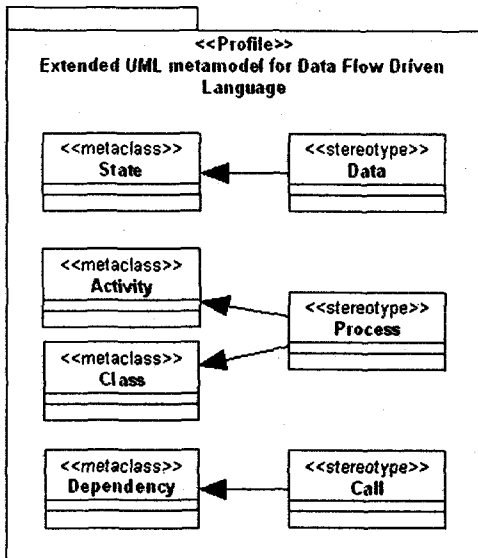 <<Profile>>
Extended UML metamodel for Data Flow Driven
Language
<<metaclass>>
State
<<stereotype>>
Data
<<metaclass>>
Activity
<<stereotype>>
Process
<<metaclass>>
Class
<<metaclass>>
Dependency
<<stereotype>>
Call